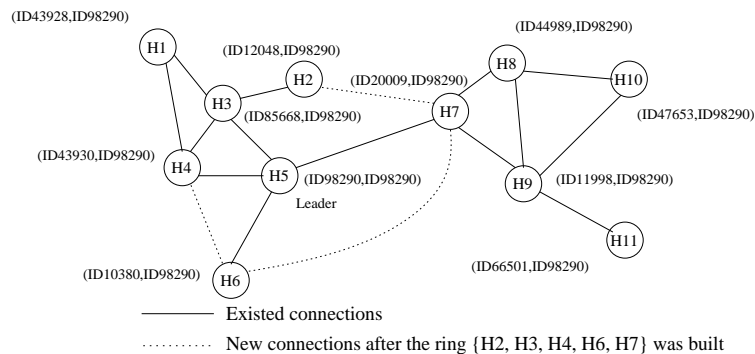 (ID43928,ID98290)
(ID44989,ID98290)
H1
(ID12048,ID98290)
H8
H2
(ID20009,ID98290)
H10
H3
H7
(ID85668,ID98290)
(ID47653,ID98290)
(ID43930,ID98290)
H4
H5
(ID98290,ID98290)
H9
(ID11998,ID98290)
Leader
H11
(ID10380,ID98290)
H6
(ID66501,ID98290)
Existed connections
New connections after the ring {H2, H3, H4, H6, H7} was built